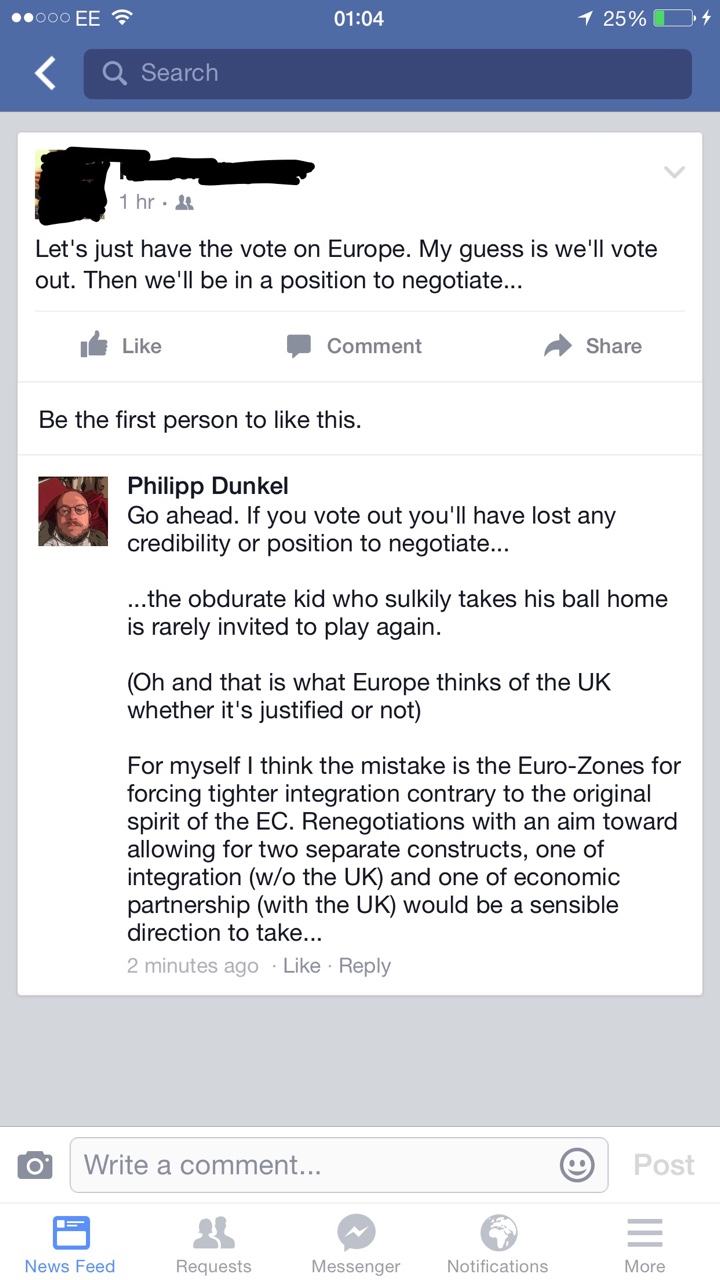 EE 01:04 25%
Search
1 hr ·
Let's just have the vote on Europe. My guess is we'll vote
out. Then we'll be in a position to negotiate...
Like Comment Share
Be the first person to like this.
Philipp Dunkel
Go ahead. If you vote out you'll have lost any
credibility or position to negotiate...
...the obdurate kid who sulkily takes his ball home
is rarely invited to play again.
(Oh and that is what Europe thinks of the UK
whether it's justified or not)
For myself I think the mistake is the Euro-Zones for
forcing tighter integration contrary to the original
spirit of the EC. Renegotiations with an aim toward
allowing for two separate constructs, one of
integration (w/o the UK) and one of economic
partnership (with the UK) would be a sensible
direction to take...
2 minutes ago · Like · Reply
Write a comment... Post
News Feed Requests Messenger Notifications More